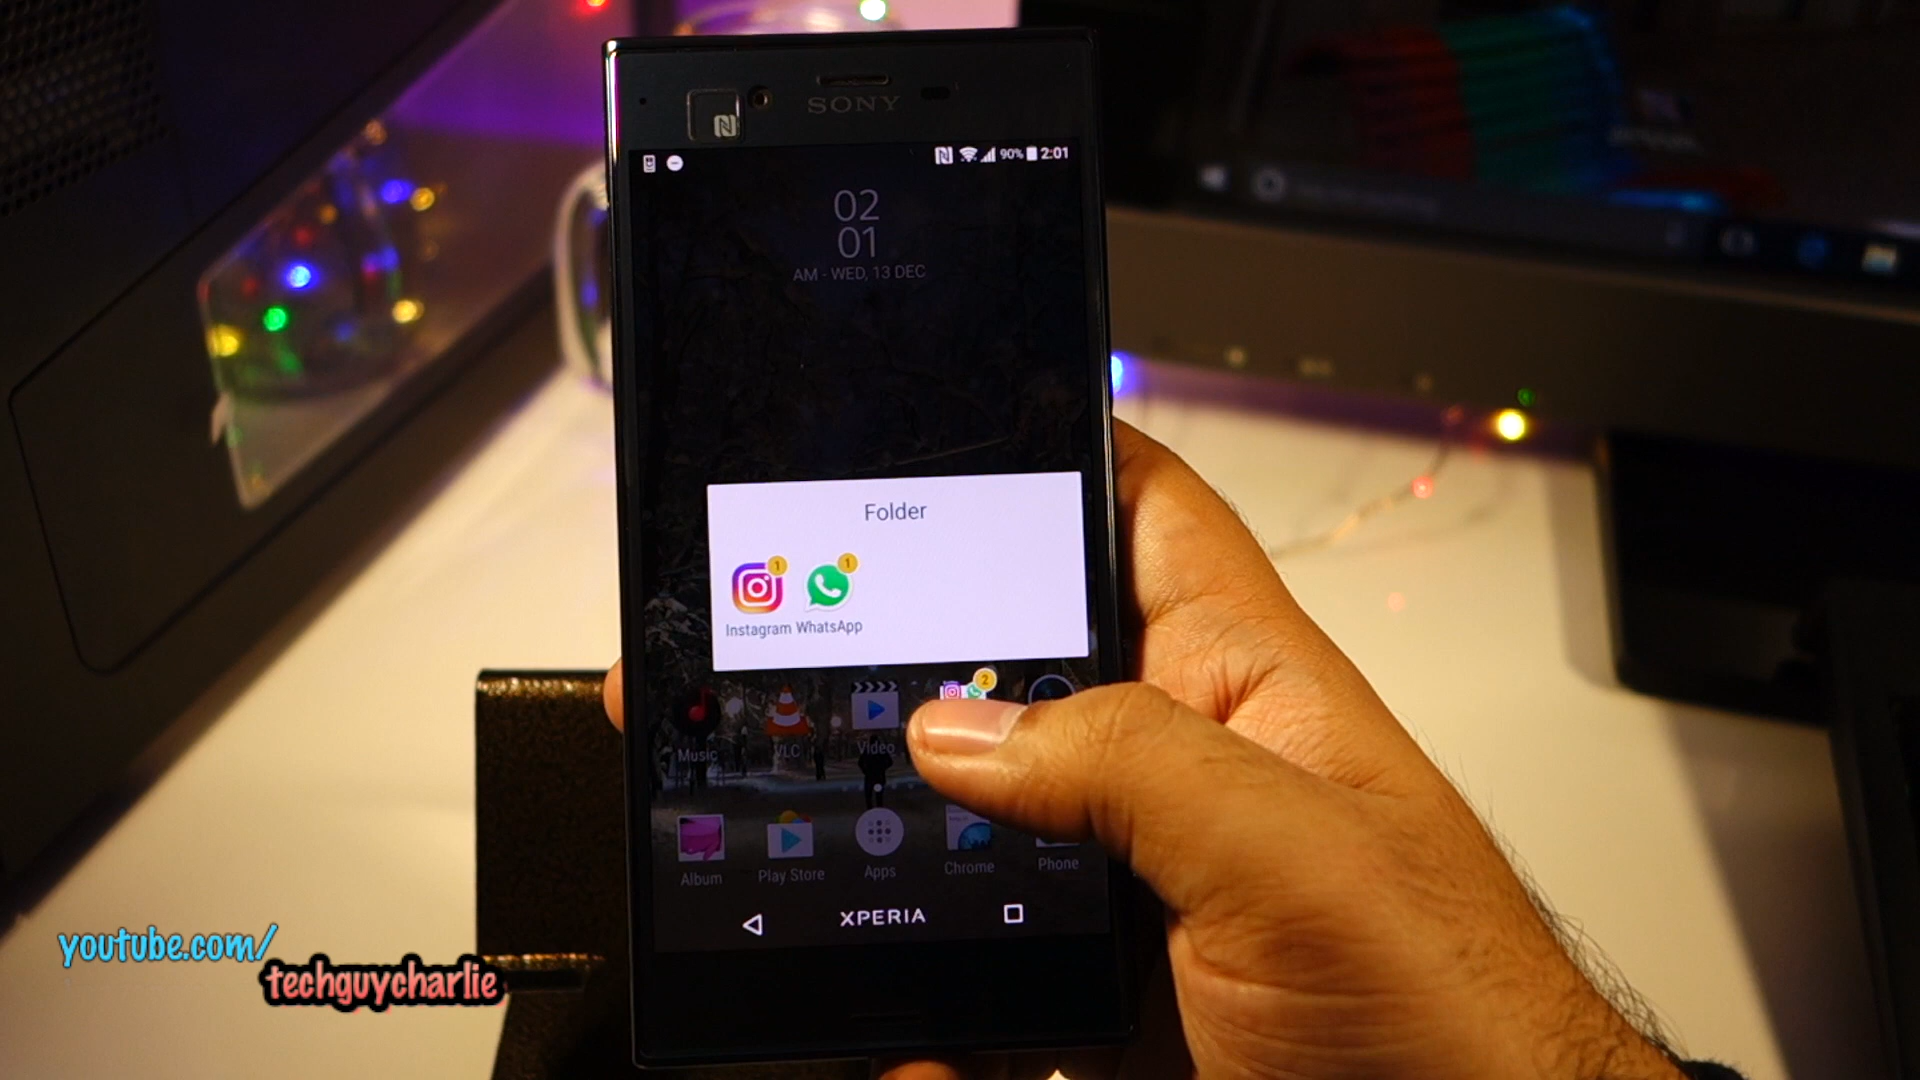 SONY
90% 2:01
02
01
AM - WED, 13 DEC
Folder
1 1
Instagram WhatsApp
2
Music VLC Video
Album Play Store Apps Chrome Phone
XPERIA
youtube.com/
techguycharlie